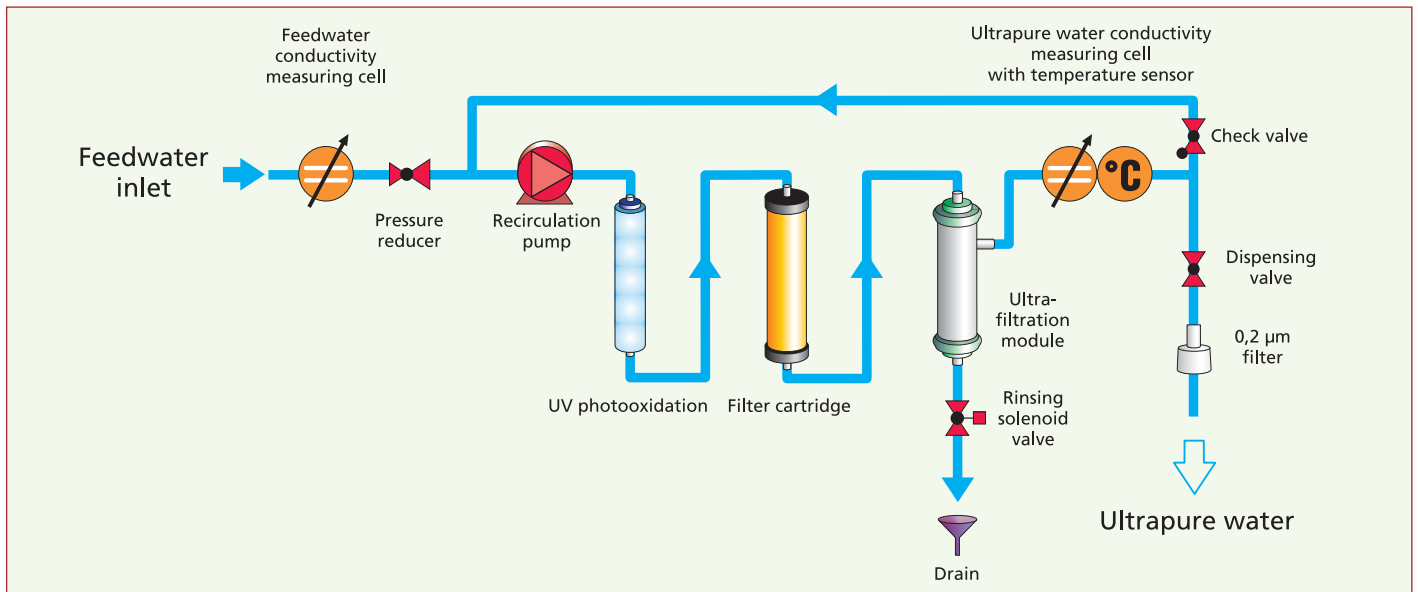 Feedwater
conductivity
measuring cell
Ultrapure water conductivity
measuring cell
with temperature sensor
Feedwater
inlet
°C
Check valve
Pressure
reducer
Recirculation
pump
Dispensing
valve
Ultra-
filtration
module
0,2 µm
filter
UV photooxidation
Filter cartridge
Rinsing
solenoid
valve
Ultrapure water
Drain